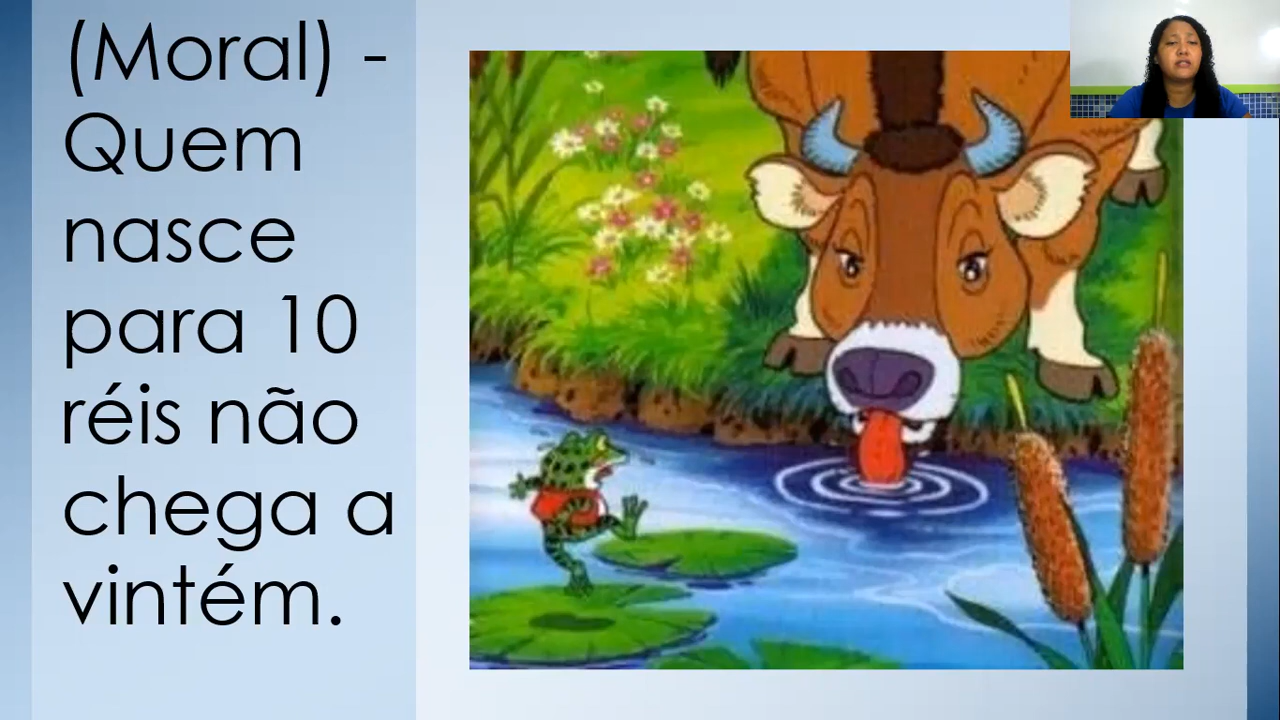 (Moral) -
Quem
nasce
para 10
réis não
chega a
vintém.